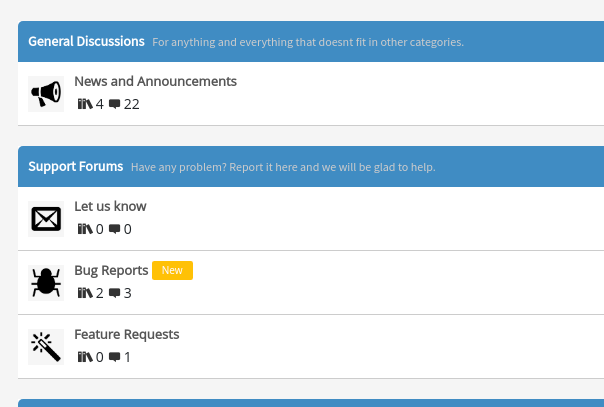 General Discussions For anything and everything that doesnt fit in other categories.
News and Announcements
4 22
Support Forums Have any problem? Report it here and we will be glad to help.
Let us know
0 0
Bug Reports New
2 3
Feature Requests
0 1